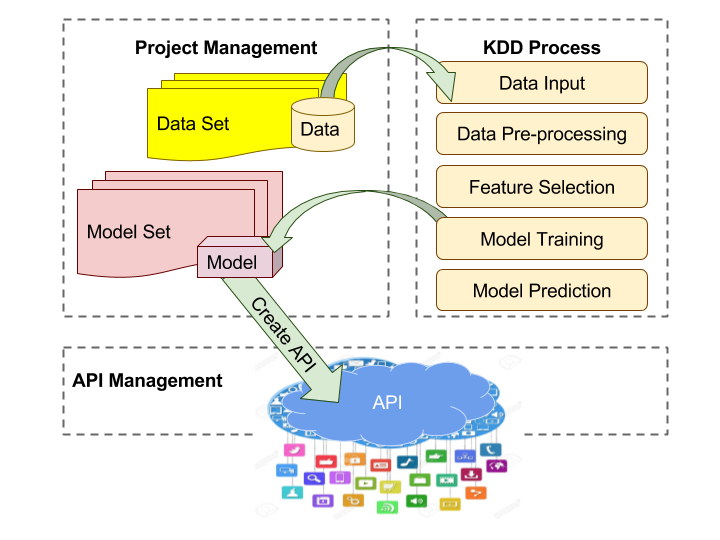 Project Management
KDD Process
Data Set
Data
Data Input
Data Pre-processing
Feature Selection
Model Set
Model
Model Training
Model Prediction
Create API
API Management
API